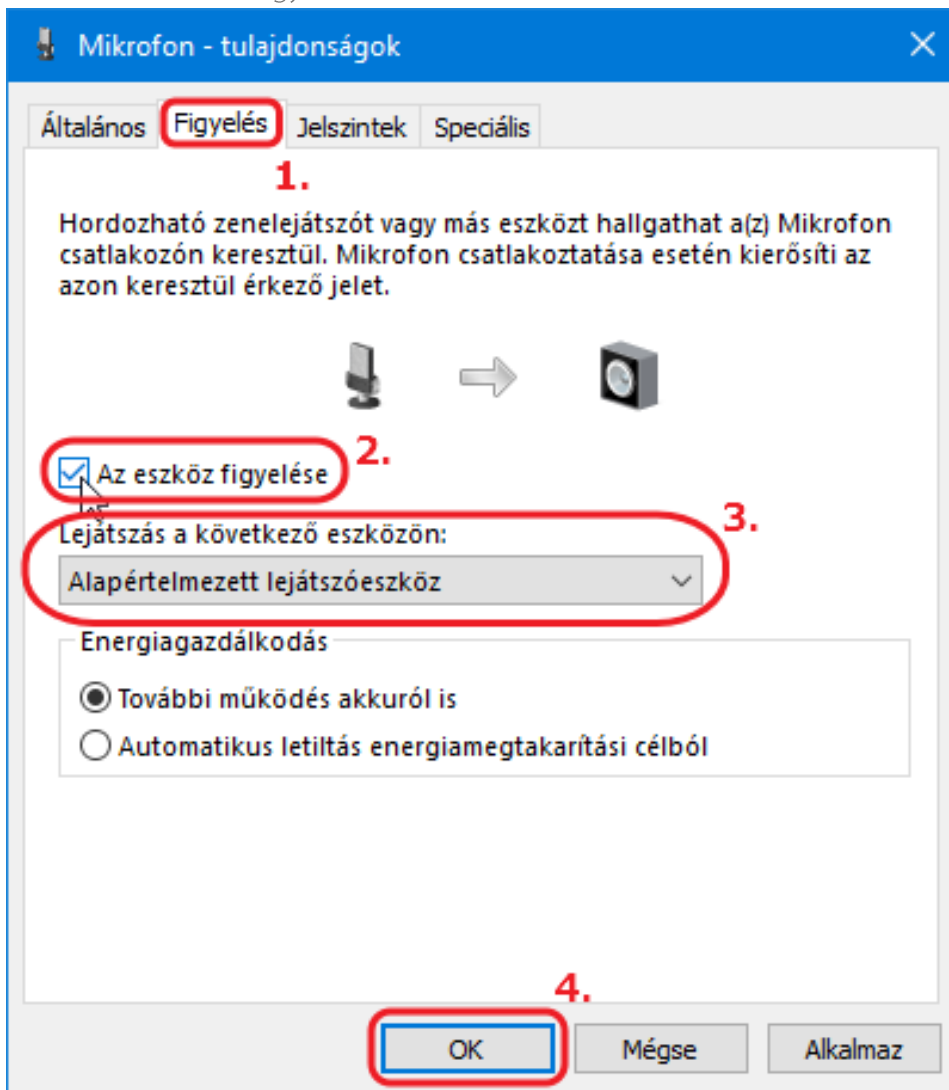 Mikrofon - tulajdonságok
Általános Figyelés Jelszintek Speciális
1.
Hordozható zenelejátszót vagy más eszközt hallgathat a(z) Mikrofon
csatlakozón keresztül. Mikrofon csatlakoztatása esetén kierősíti az
azon keresztül érkező jelet.
2.
Az eszköz figyelése
3.
Lejátszás a következő eszközön:
Alapértelmezett lejátszóeszköz
Energiagazdálkodás
További működés akkuról is
Automatikus letiltás energiamegtakarítási célból
4.
OK Mégse Alkalmaz